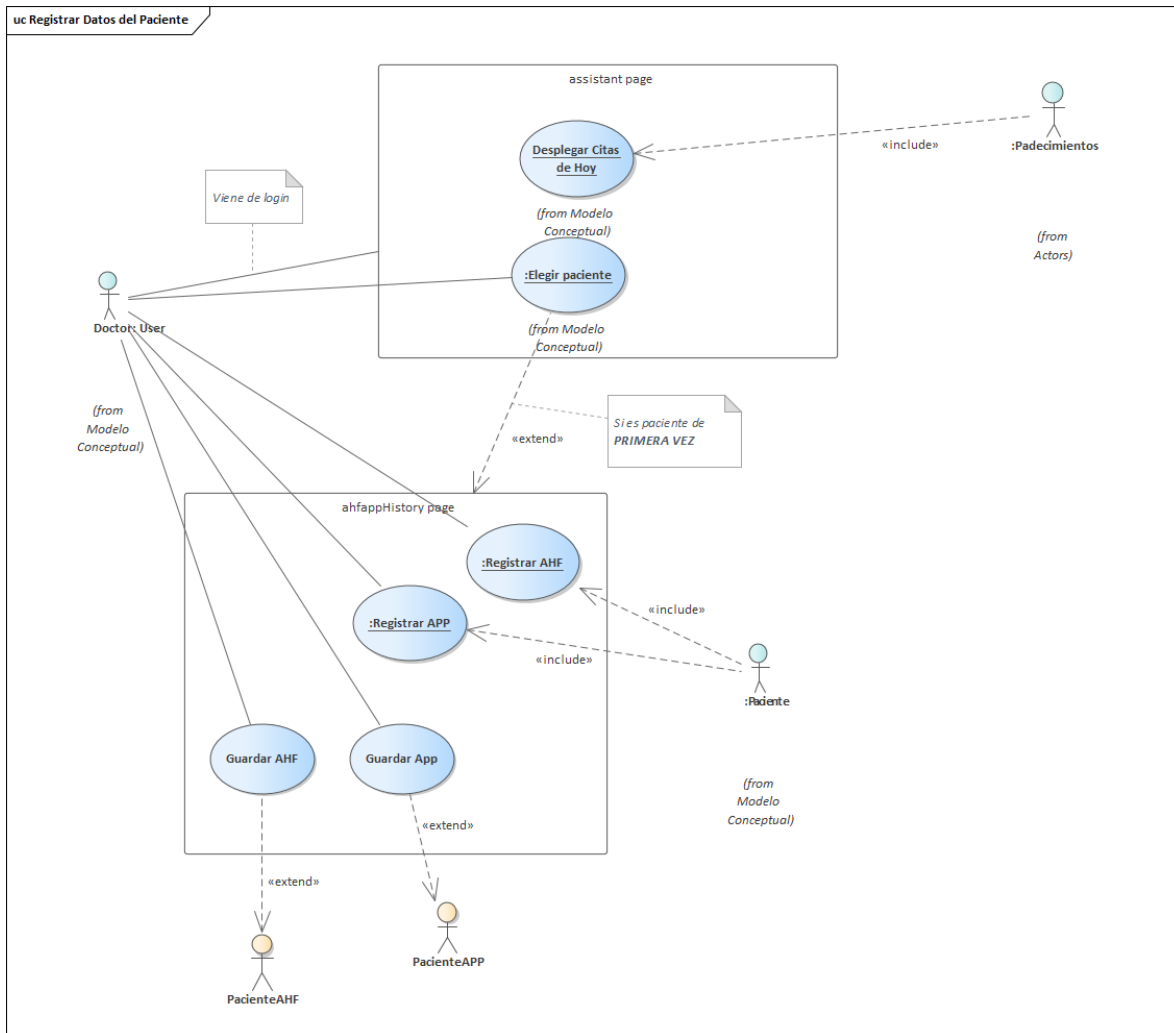 uc Registrar Datos del Paciente
assistant page
Desplegar Citas
de Hoy
(from Modelo
Conceptual)
«include»
:Padecimientos
(from
Actors)
Viene de login
:Elegir paciente
(from Modelo
Conceptual)
Doctor: User
(from
Modelo
Conceptual)
«extend»
Si es paciente de
PRIMERA VEZ
ahfappHistory page
:Registrar AHF
:Registrar APP
«include»
«include»
:Paciente
(from
Modelo
Conceptual)
Guardar AHF
Guardar App
«extend»
«extend»
PacienteAPP
PacienteAHF